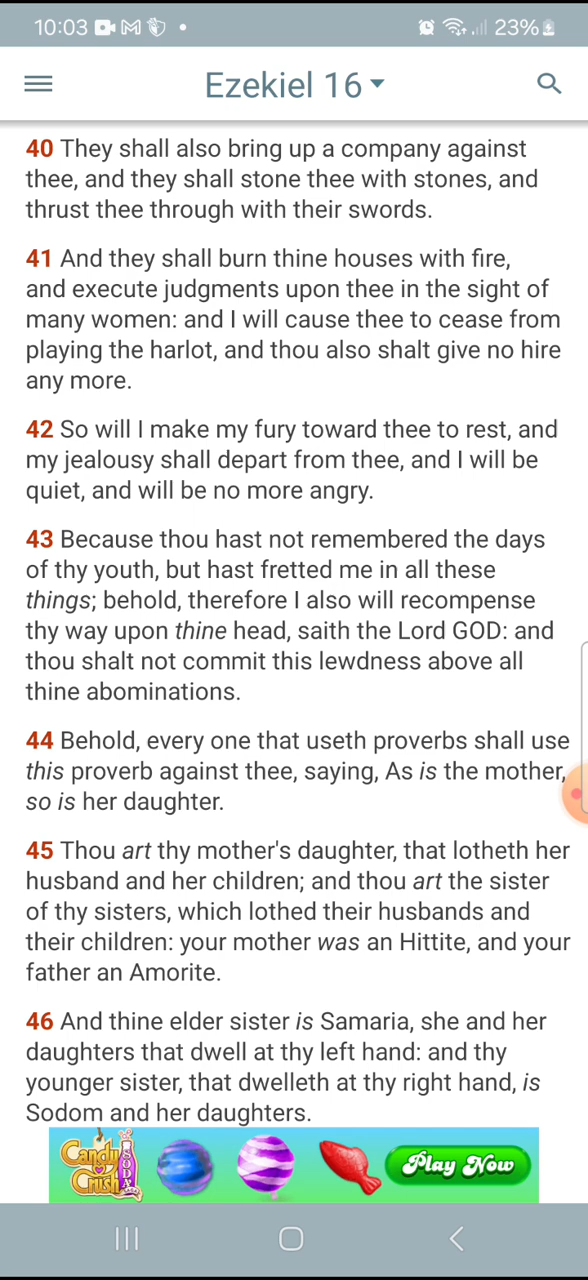 10:03
23%
Ezekiel 16
40 They shall also bring up a company against
thee, and they shall stone thee with stones, and
thrust thee through with their swords.
41 And they shall burn thine houses with fire,
and execute judgments upon thee in the sight of
many women: and I will cause thee to cease from
playing the harlot, and thou also shalt give no hire
any more.
42 So will I make my fury toward thee to rest, and
my jealousy shall depart from thee, and I will be
quiet, and will be no more angry.
43 Because thou hast not remembered the days
of thy youth, but hast fretted me in all these
things; behold, therefore I also will recompense
thy way upon thine head, saith the Lord GOD: and
thou shalt not commit this lewdness above all
thine abominations.
44 Behold, every one that useth proverbs shall use
this proverb against thee, saying, As is the mother,
so is her daughter.
45 Thou art thy mother's daughter, that lotheth her
husband and her children; and thou art the sister
of thy sisters, which lothed their husbands and
their children: your mother was an Hittite, and your
father an Amorite.
46 And thine elder sister is Samaria, she and her
daughters that dwell at thy left hand: and thy
younger sister, that dwelleth at thy right hand, is
Sodom and her daughters.
Candy
Crush
SODA
Play Now